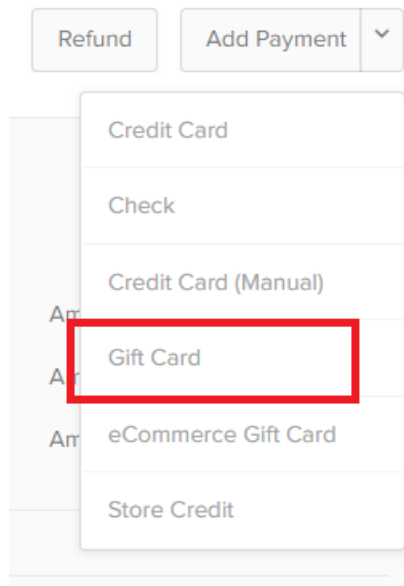 Refund
Add Payment
Credit Card
Check
Credit Card (Manual)
Gift Card
eCommerce Gift Card
Store Credit